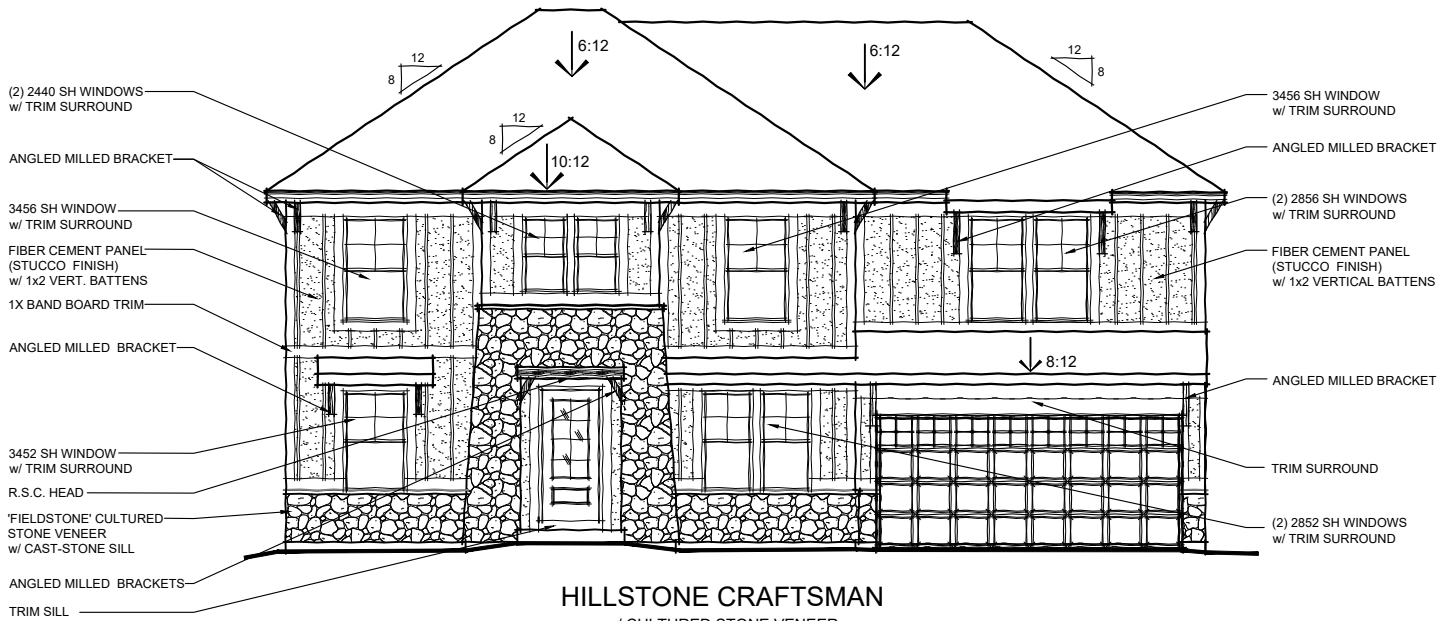 12
8
6:12
6:12
12
8
(2) 2440 SH WINDOWS
w/ TRIM SURROUND
ANGLED MILLED BRACKET
3456 SH WINDOW
w/ TRIM SURROUND
FIBER CEMENT PANEL
(STUCCO FINISH)
w/ 1x2 VERT. BATTENS
1X BAND BOARD TRIM
ANGLED MILLED BRACKET
3452 SH WINDOW
w/ TRIM SURROUND
R.S.C. HEAD
'FIELDSTONE' CULTURED
STONE VENEER
w/ CAST-STONE SILL
ANGLED MILLED BRACKETS
TRIM SILL
12
8
10:12
8:12
3456 SH WINDOW
w/ TRIM SURROUND
ANGLED MILLED BRACKET
(2) 2856 SH WINDOWS
w/ TRIM SURROUND
FIBER CEMENT PANEL
(STUCCO FINISH)
w/ 1x2 VERTICAL BATTENS
ANGLED MILLED BRACKET
TRIM SURROUND
(2) 2852 SH WINDOWS
w/ TRIM SURROUND
HILLSTONE CRAFTSMAN
w/ CULTURED STONE VENEER